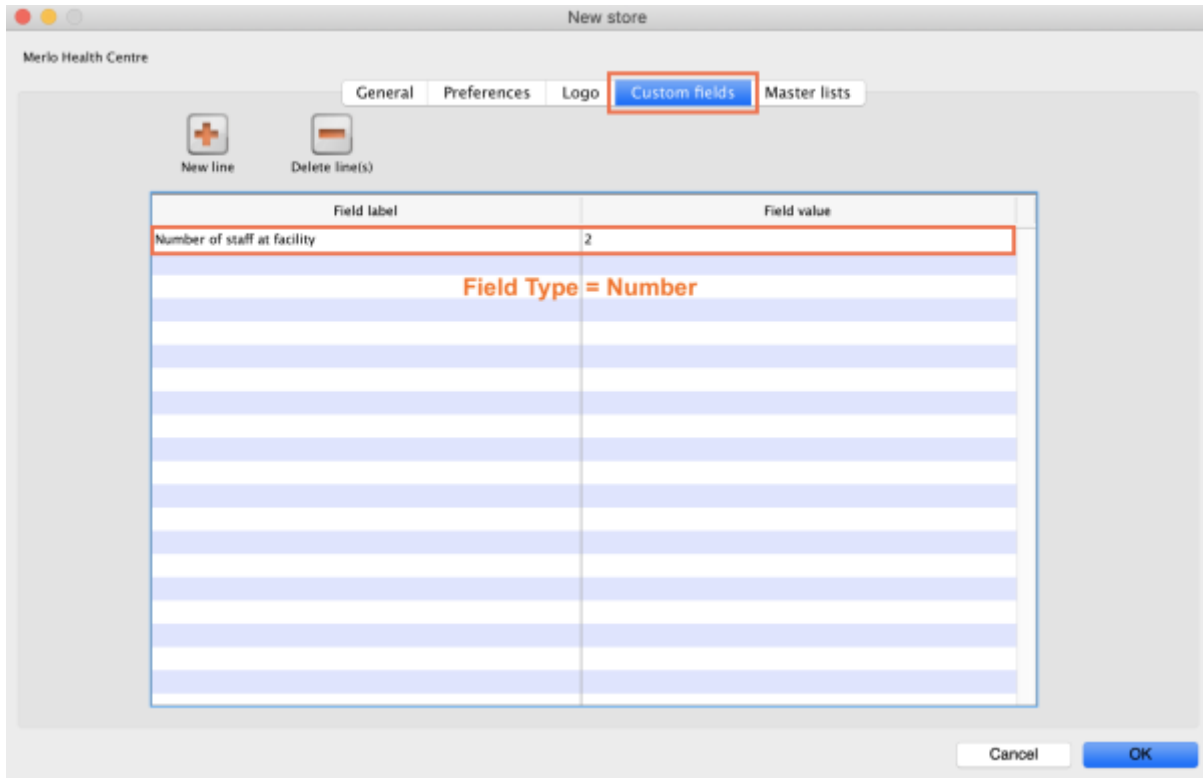 New store
Merlo Health Centre
General Preferences Logo Custom fields Master lists
New line Delete line(s)
Field label Field value
Number of staff at facility 2
Field Type = Number
Cancel OK